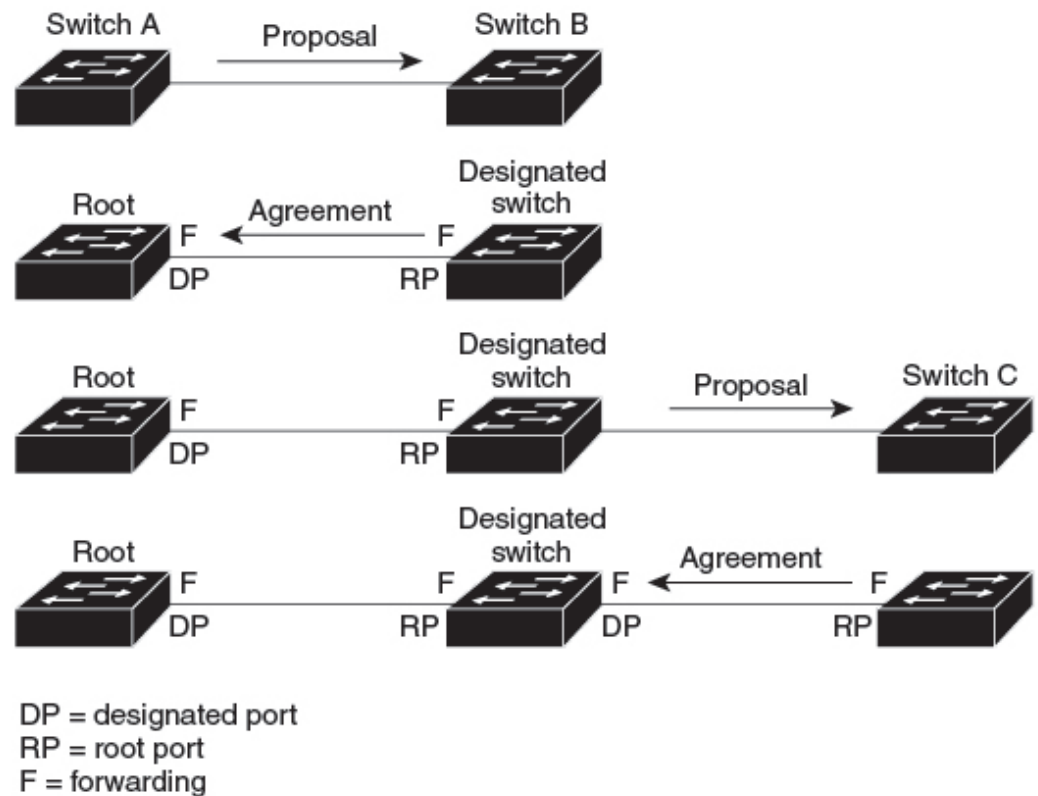 Switch A
Proposal
Switch B
Root
F
Agreement
Designated
switch
F
DP
RP
Root
F
Designated
switch
F
Proposal
Switch C
DP
RP
Root
F
Designated
switch
F
F
Agreement
F
DP
RP
DP
RP
DP = designated port
RP = root port
F = forwarding